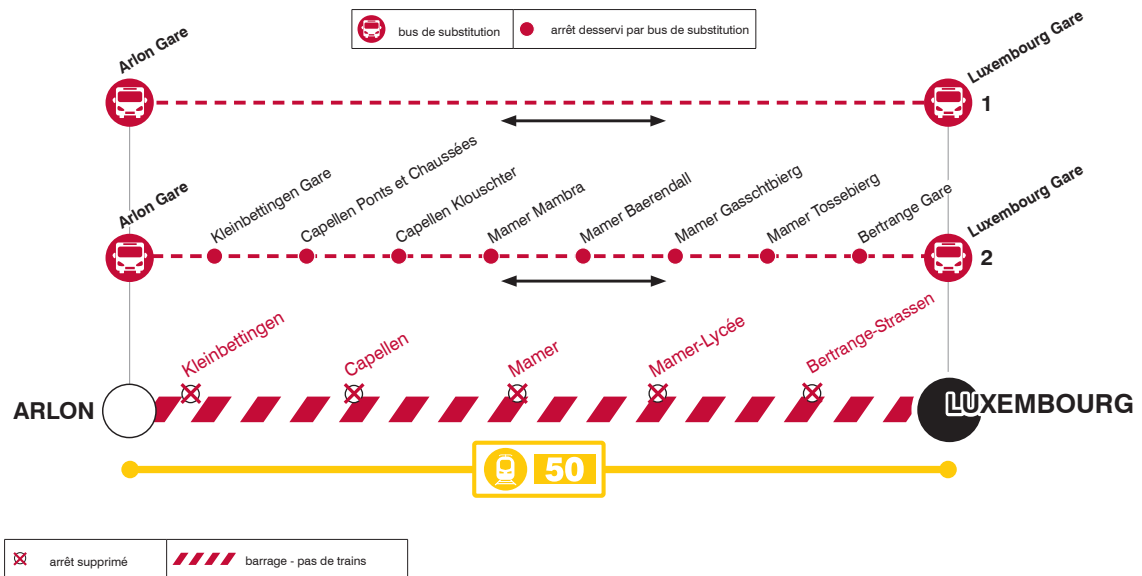 bus de substitution
arrêt desservi par bus de substitution
Arlon Gare
Luxembourg Gare
1
Arlon Gare
Kleinbettingen Gare
Capellen Ponts et Chaussées
Capellen Klouschter
Mamer Mambra
Mamer Baerendall
Mamer Gasschtbierg
Mamer Tossebierg
Bertrange Gare
Luxembourg Gare
2
Kleinbettingen
Capellen
Mamer
Mamer-Lycée
Bertrange-Strassen
ARLON
LUXEMBOURG
50
arrêt supprimé
barrage - pas de trains